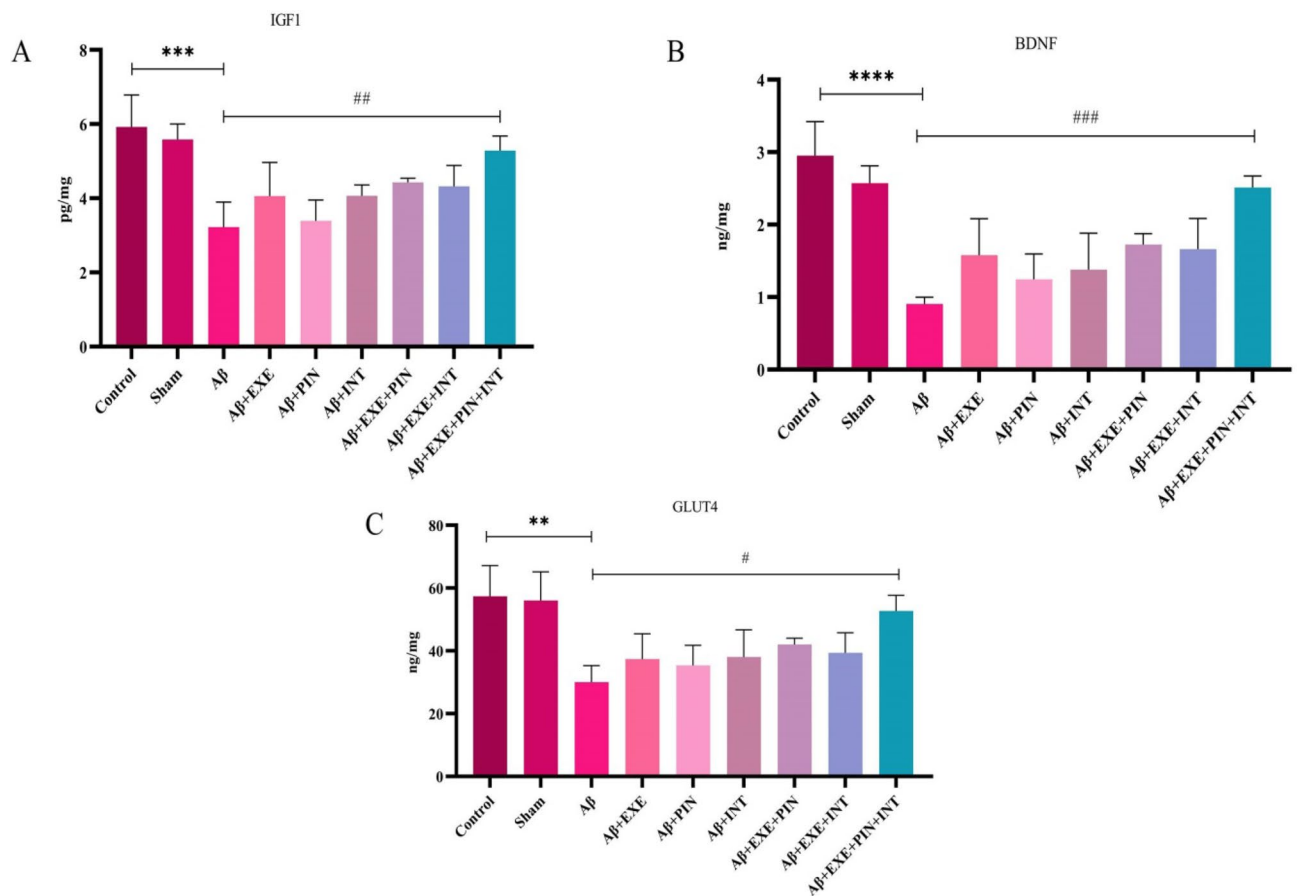 A
IGF1
***
##
pg/mg
8
6
4
2
0
Control
Sham
Aβ
Aβ+EXE
Aβ+PIN
Aβ+INT
Aβ+EXE+PIN
Aβ+EXE+INT
Aβ+EXE+PIN+INT
B
BDNF
****
###
ng/mg
4
3
2
1
0
Control
Sham
Aβ
Aβ+EXE
Aβ+PIN
Aβ+INT
Aβ+EXE+PIN
Aβ+EXE+INT
Aβ+EXE+PIN+INT
C
GLUT4
**
#
ng/mg
80
60
40
20
0
Control
Sham
Aβ
Aβ+EXE
Aβ+PIN
Aβ+INT
Aβ+EXE+PIN
Aβ+EXE+INT
Aβ+EXE+PIN+INT